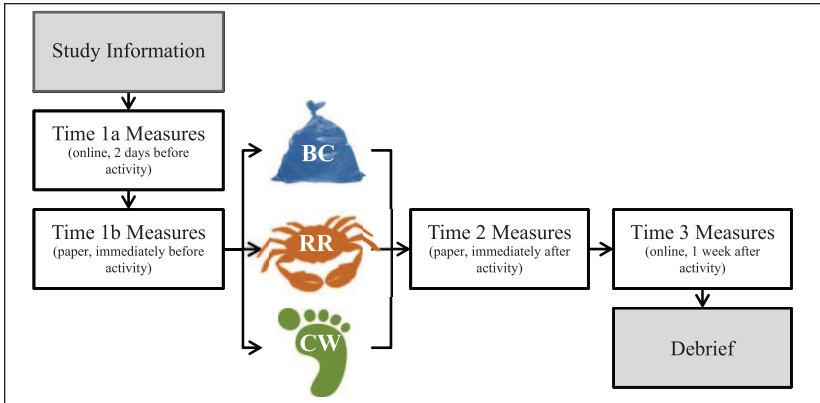 Study Information
Time 1a Measures
(online, 2 days before
activity)
Time 1b Measures
(paper, immediately before
activity)
BC
RR
CW
Time 2 Measures
(paper, immediately after
activity)
Time 3 Measures
(online, 1 week after
activity)
Debrief